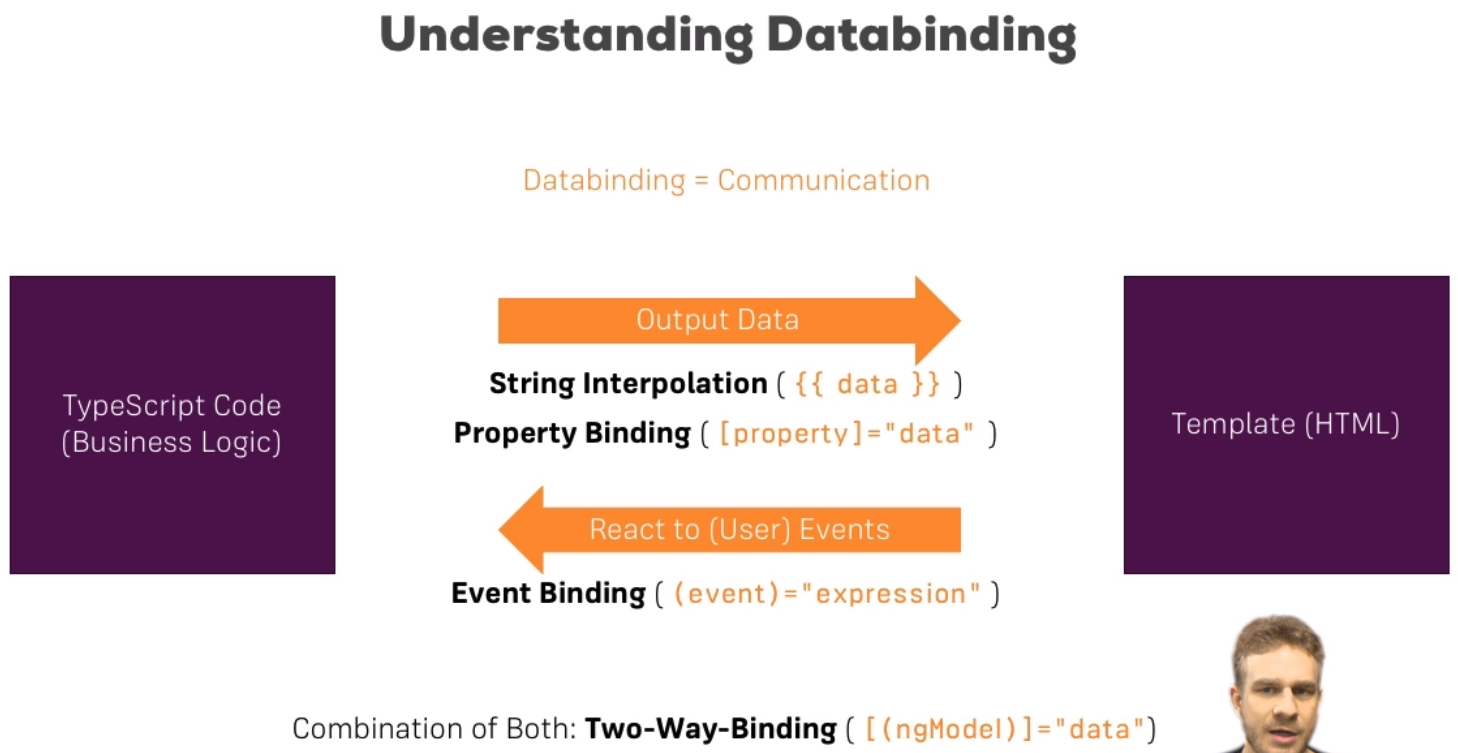 Understanding Databinding
Databinding = Communication
TypeScript Code
(Business Logic)
Output Data
String Interpolation ( {{ data }} )
Property Binding ( [property]="data" )
React to (User) Events
Event Binding ( (event)="expression" )
Template (HTML)
Combination of Both: Two-Way-Binding ( [(ngModel)]="data")